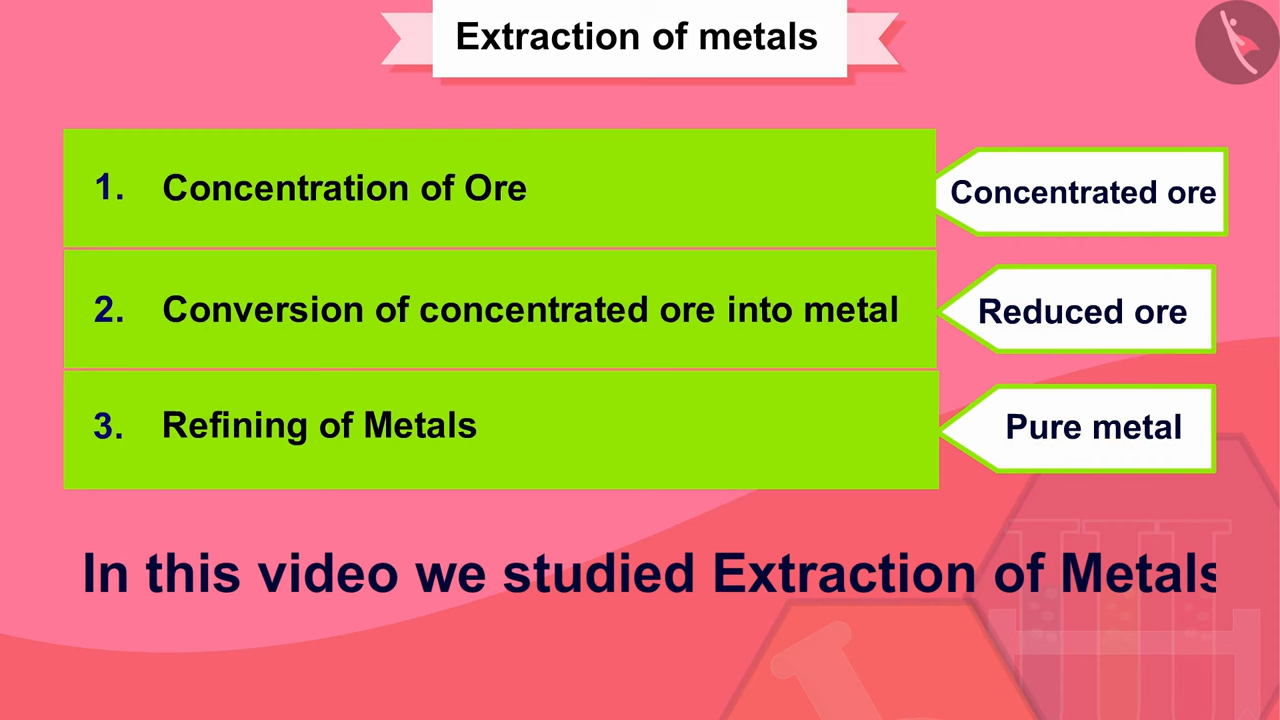 Extraction of metals
1. Concentration of Ore
Concentrated ore
2. Conversion of concentrated ore into metal
Reduced ore
3. Refining of Metals
Pure metal
In this video we studied Extraction of Metals